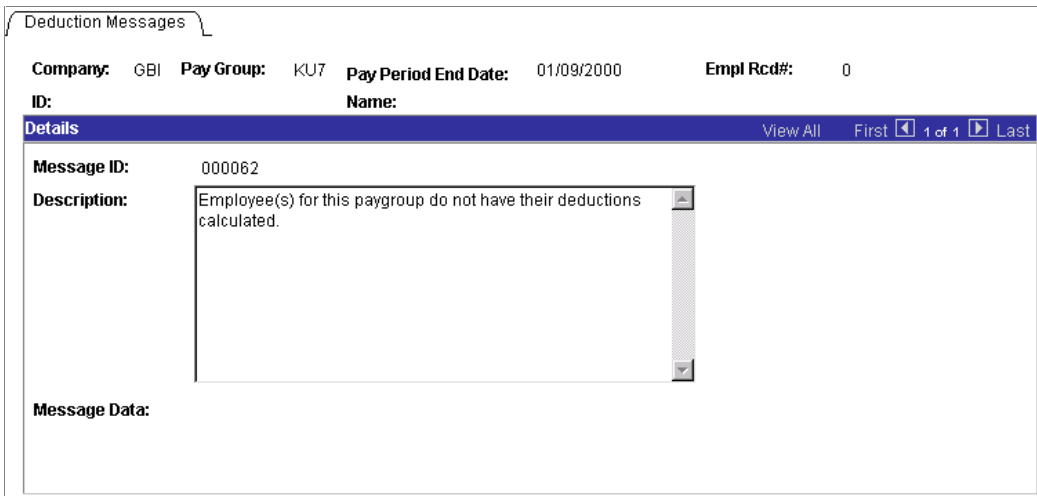 Deduction Messages
Company: GBI Pay Group: KU7 Pay Period End Date: 01/09/2000 Empl Rcd#: 0
ID: Name:
Details View All First 1 of 1 Last
Message ID: 000062
Description: Employee(s) for this paygroup do not have their deductions
calculated.
Message Data: